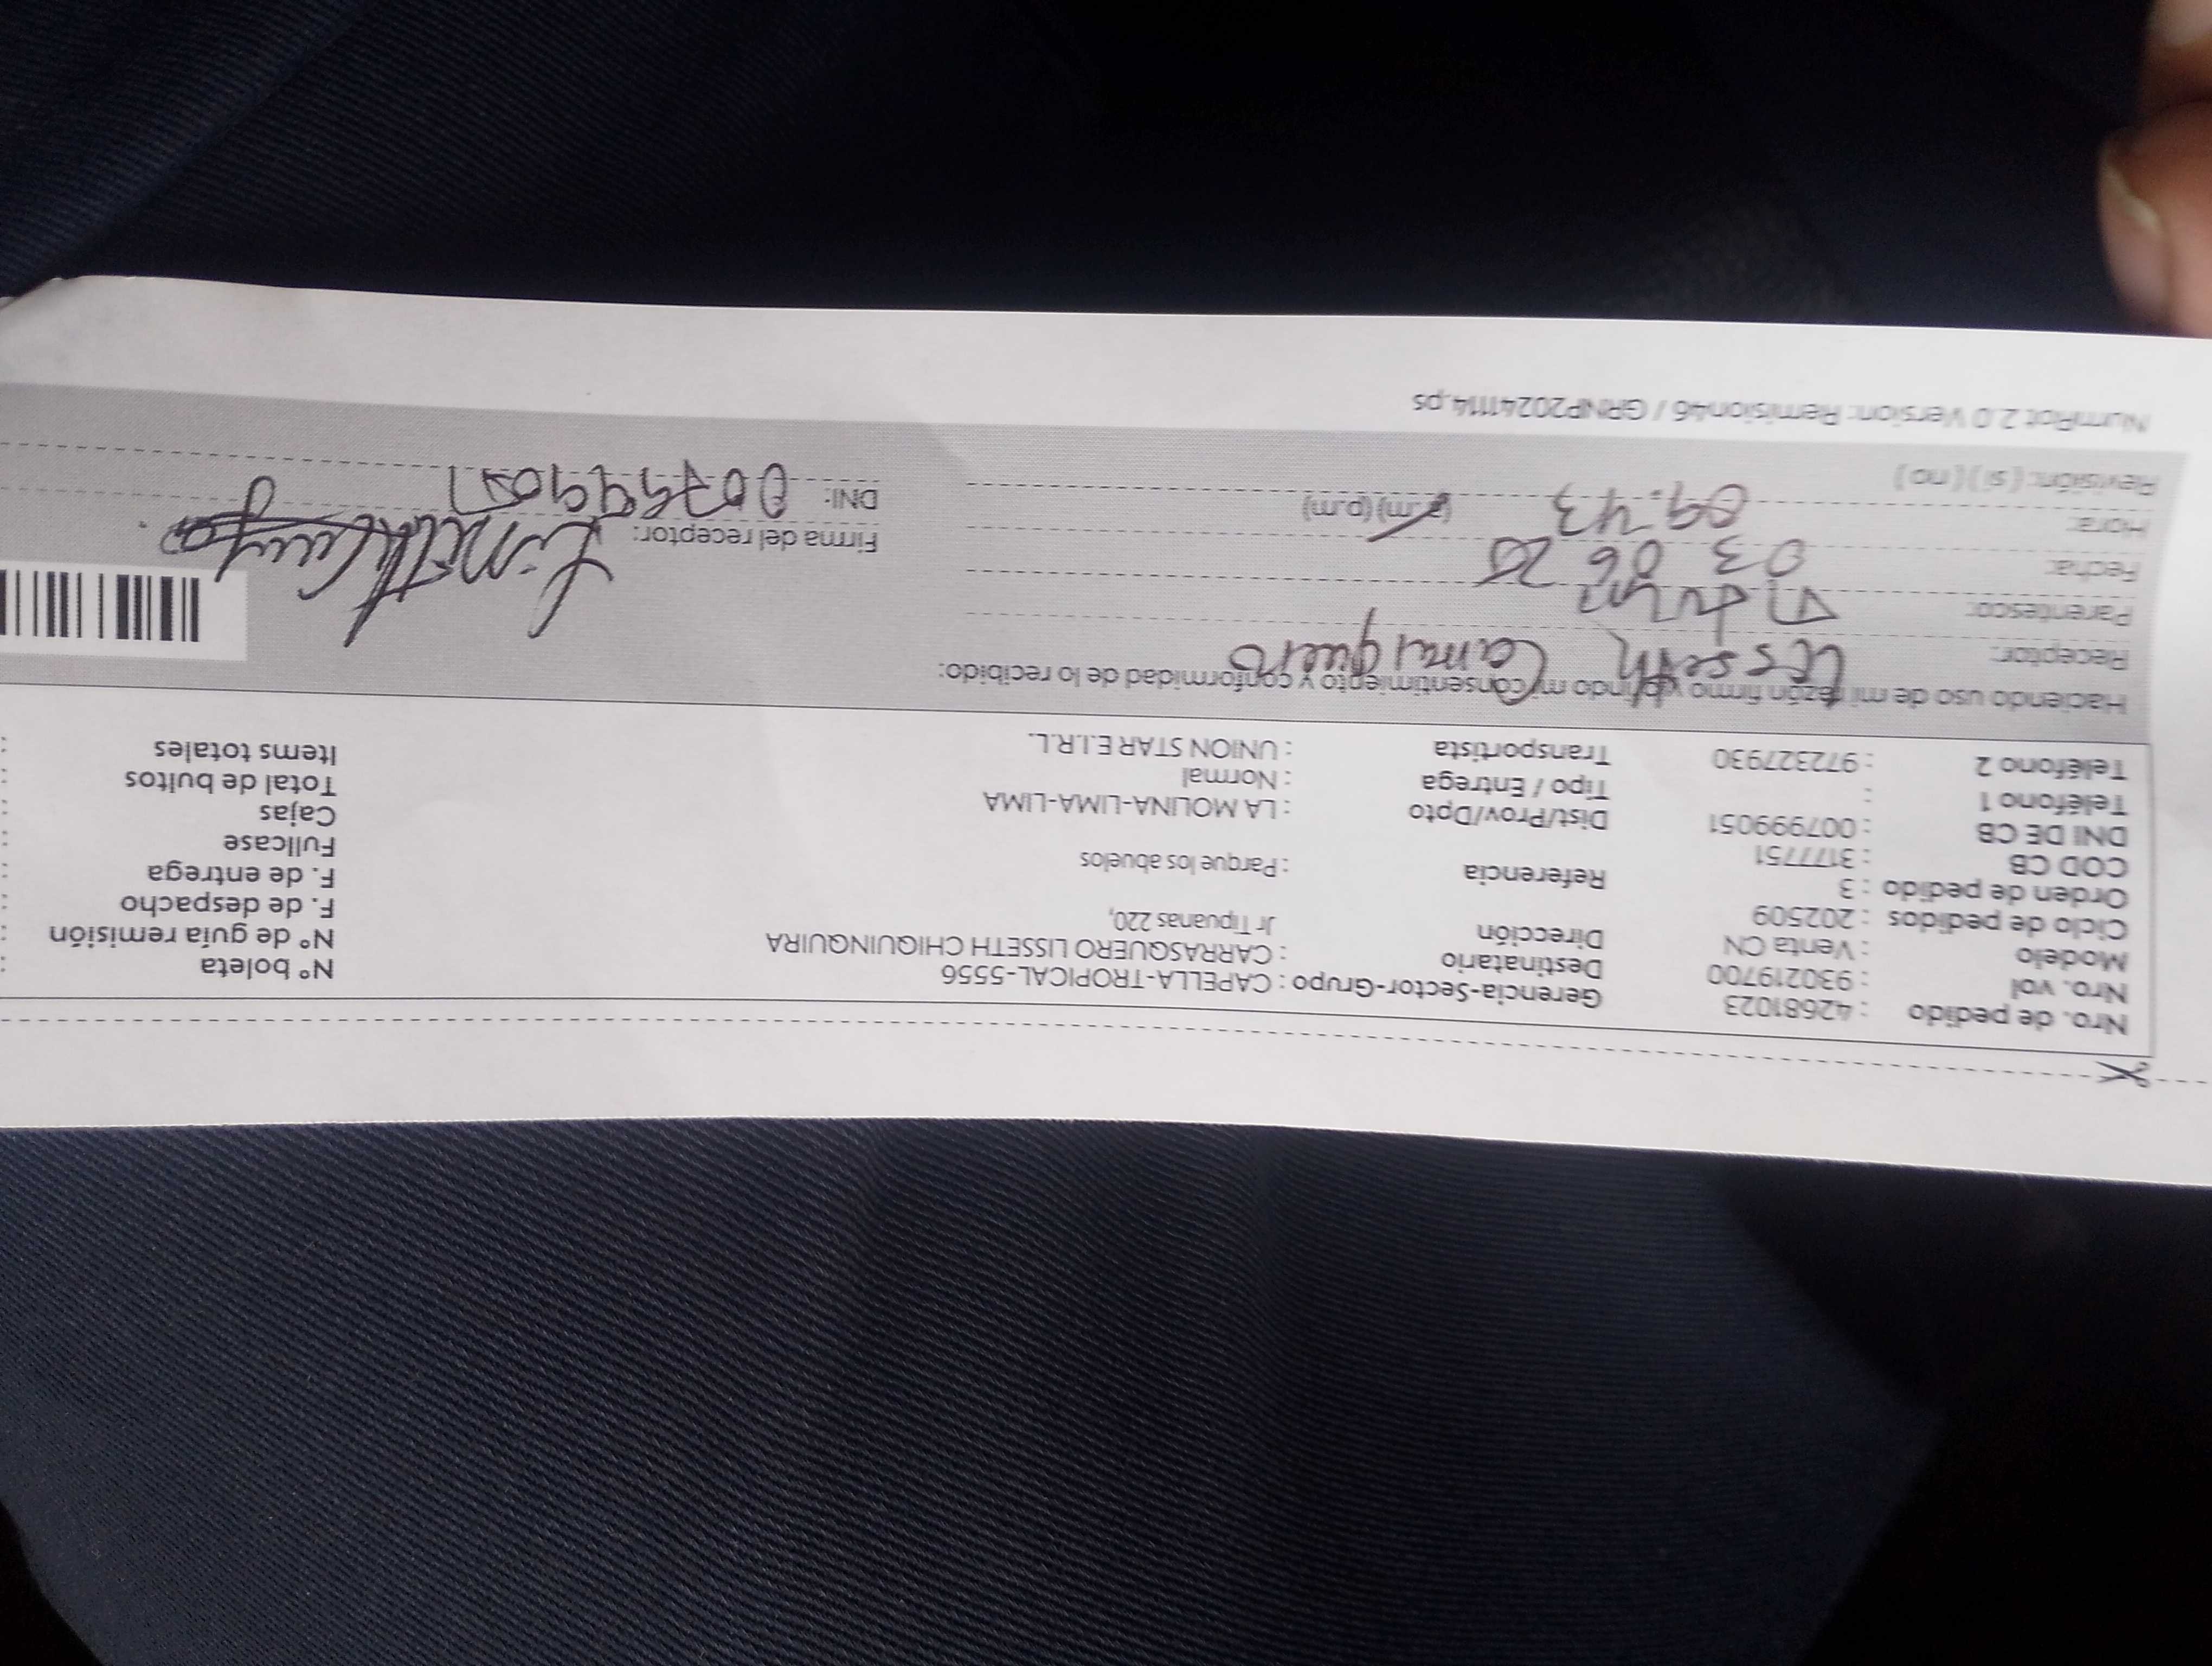 Nro. de pedido : 42681023 Gerencia-Sector-Grupo : CAPELLA-TROPICAL-5556
Nro. vol : 930219700 Destinatario : CARRASQUERO LISSETH CHIQUINQUIRA Nº boleta :
Modelo : Venta CN Dirección Jr Tipuanas 220, Nº de guía remisión :
Ciclo de pedidos : 202509 F. de despacho :
Orden de pedido : 3 Referencia : Parque los abuelos F. de entrega :
COD CB : 3177751 Fullcase :
DNI DE CB : 007999051 Dist/Prov/Dpto : LA MOLINA-LIMA-LIMA Cajas :
Teléfono 1 : Tipo / Entrega : Normal Total de bultos :
Teléfono 2 : 972327930 Transportista : UNION STAR E.I.R.L. Items totales :
Haciendo uso de mi razón firmo y brindo mi consentimiento y conformidad de lo recibido:
Receptor:
Parentesco:
Fecha: 03 06 25 Firma del receptor:
Hora: 09.43 (a.m) (p.m) DNI: 007999051
Revisión: ( si ) ( no )
NumRot 2.0 Version: Remision46 / GRNP20241114.ps